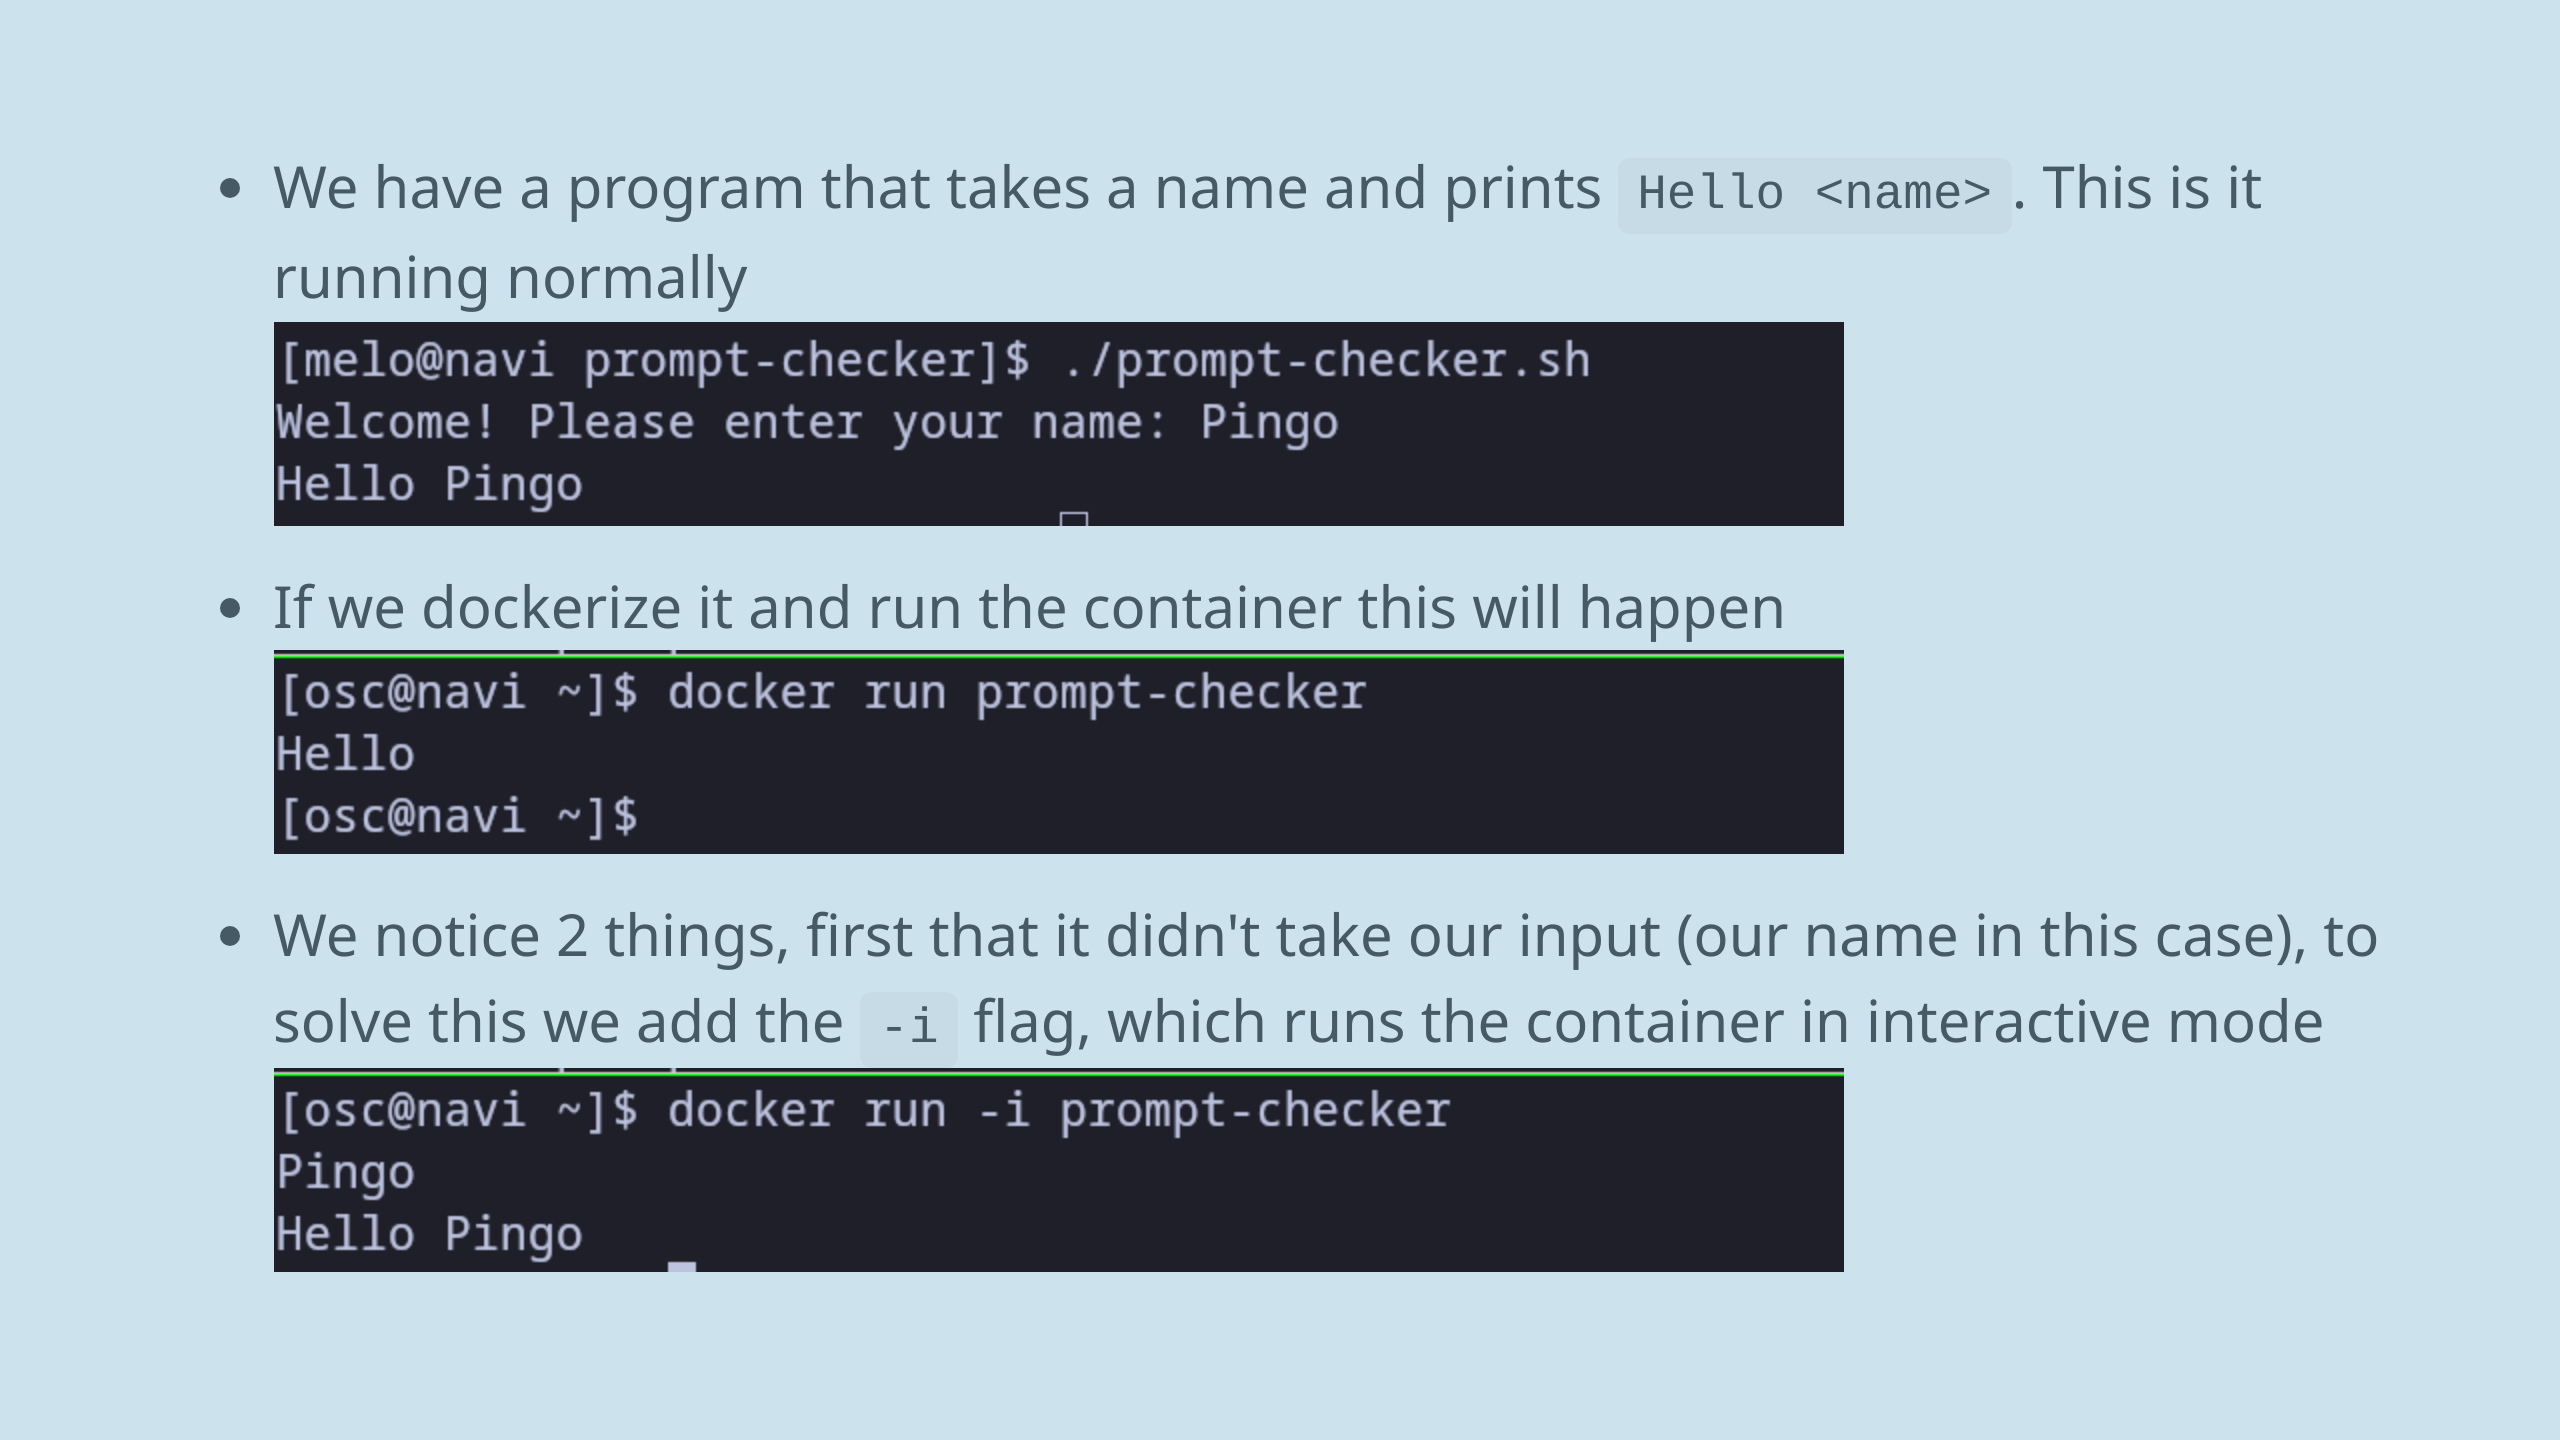 We have a program that takes a name and prints Hello <name>. This is it
running normally
[melo@navi prompt-checker]$ ./prompt-checker.sh
Welcome! Please enter your name: Pingo
Hello Pingo
If we dockerize it and run the container this will happen
[osc@navi ~]$ docker run prompt-checker
Hello
[osc@navi ~]$
We notice 2 things, first that it didn't take our input (our name in this case), to
solve this we add the -i flag, which runs the container in interactive mode
[osc@navi ~]$ docker run -i prompt-checker
Pingo
Hello Pingo